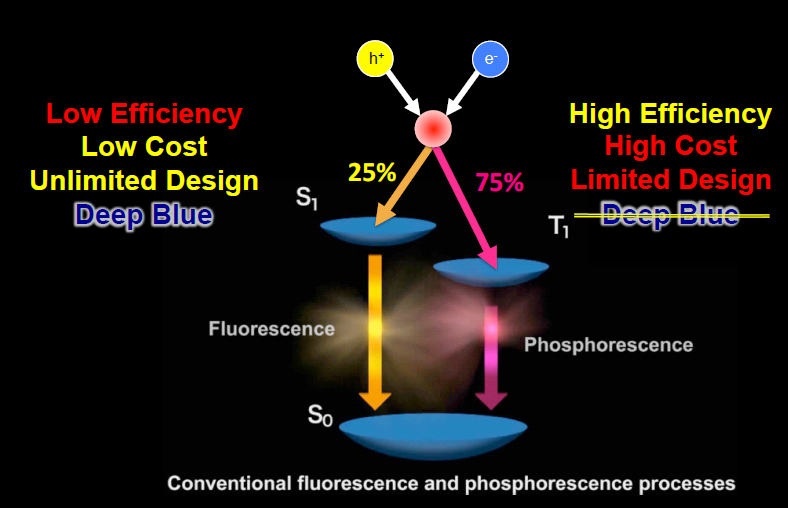 h⁺
e⁻
Low Efficiency
Low Cost
Unlimited Design
Deep Blue
High Efficiency
High Cost
Limited Design
Deep Blue
25%
75%
S₁
T₁
Fluorescence
Phosphorescence
S₀
Conventional fluorescence and phosphorescence processes